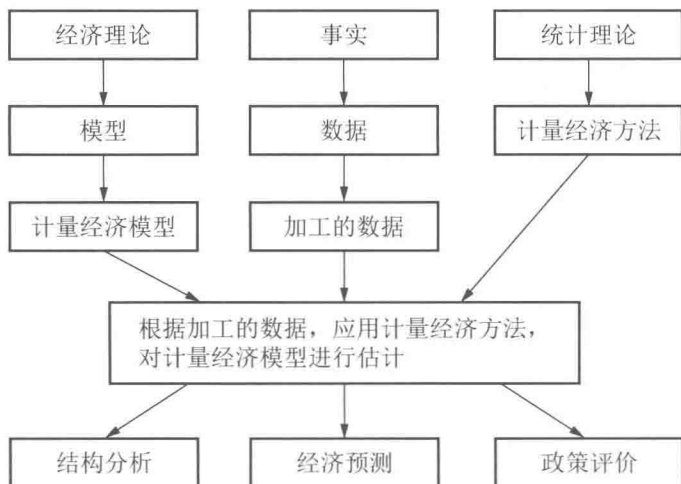 经济理论
事实
统计理论
模型
数据
计量经济方法
计量经济模型
加工的数据
根据加工的数据，应用计量经济方法，
对计量经济模型进行估计
结构分析
经济预测
政策评价